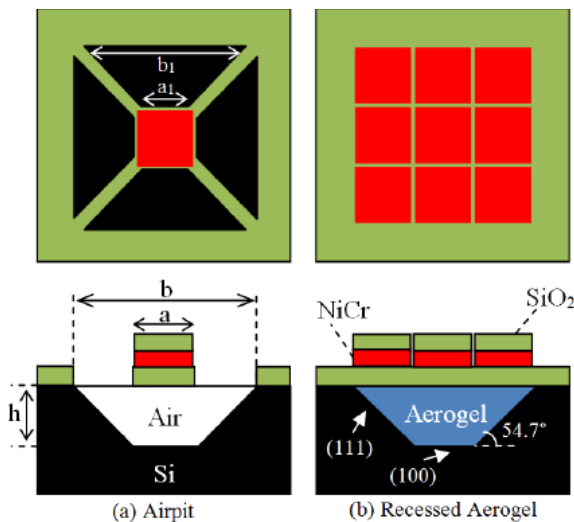 b₁
a₁
b
a
h
Air
Si
(a) Airpit
NiCr
SiO₂
Aerogel
54.7°
(111)
(100)
(b) Recessed Aerogel